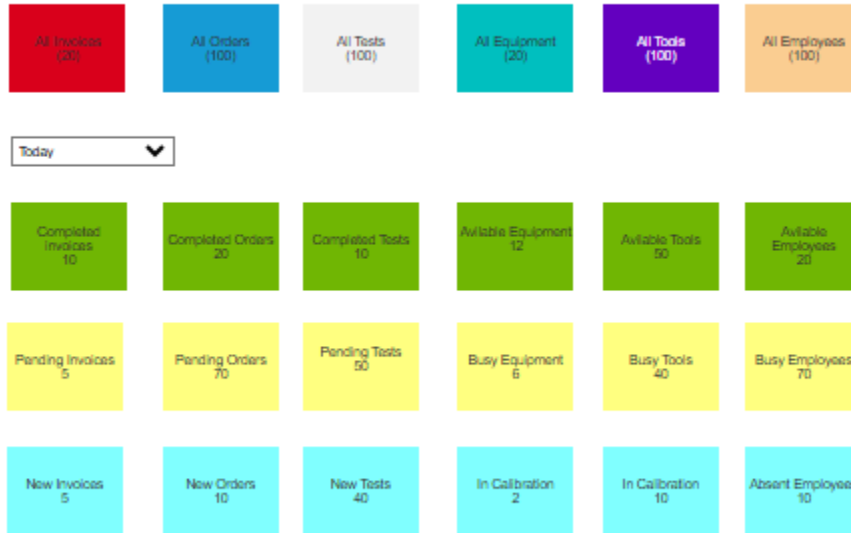 All Invoices
(20)
All Orders
(100)
All Tests
(100)
All Equipment
(20)
All Tools
(100)
All Employees
(100)
Today
Completed
Invoices
10
Completed Orders
20
Completed Tests
10
Avilable Equipment
12
Avilable Tools
50
Avilable
Employees
20
Pending Invoices
5
Pending Orders
70
Pending Tests
50
Busy Equipment
6
Busy Tools
40
Busy Employees
70
New Invoices
5
New Orders
10
New Tests
40
In Calibration
2
In Calibration
10
Absent Employee
10